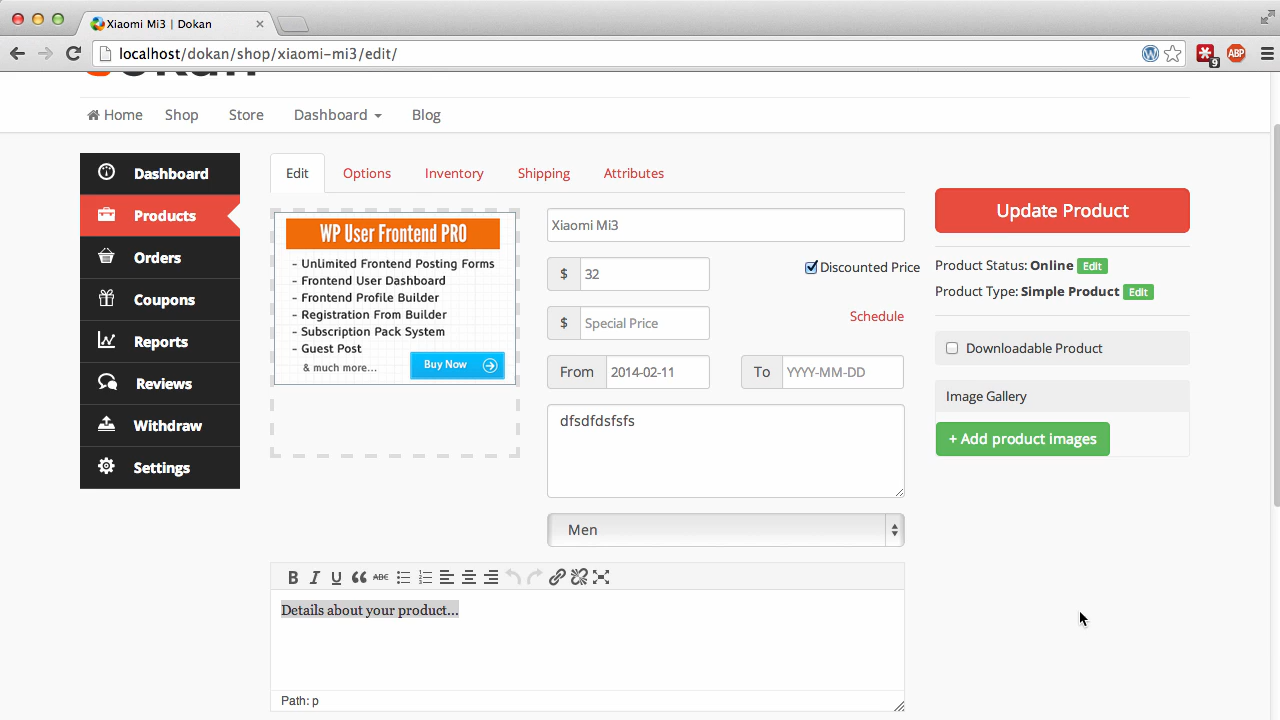 Xiaomi Mi3 | Dokan
localhost/dokan/shop/xiaomi-mi3/edit/
9
ABP
Home Shop Store Dashboard Blog
Dashboard
Products
Orders
Coupons
Reports
Reviews
Withdraw
Settings
Edit Options Inventory Shipping Attributes
WP User Frontend PRO
- Unlimited Frontend Posting Forms
- Frontend User Dashboard
- Frontend Profile Builder
- Registration From Builder
- Subscription Pack System
- Guest Post
& much more...
Buy Now
Xiaomi Mi3
$ 32
Discounted Price
$ Special Price
Schedule
From 2014-02-11
To YYYY-MM-DD
dfsdfdsfsfs
Men
B I U ABC
Details about your product...
Path: p
Update Product
Product Status: Online Edit
Product Type: Simple Product Edit
Downloadable Product
Image Gallery
+ Add product images